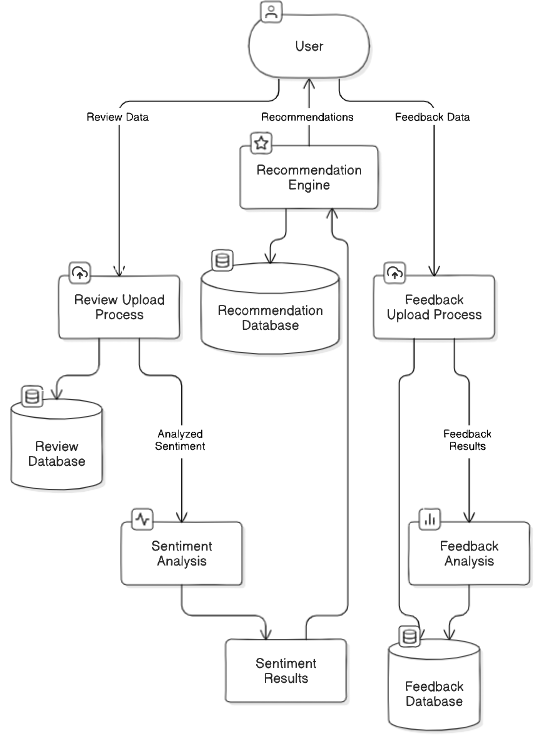 User
Review Data
Recommendations
Feedback Data
Recommendation
Engine
Review Upload
Process
Recommendation
Database
Feedback
Upload Process
Review
Database
Analyzed
Sentiment
Feedback
Results
Sentiment
Analysis
Feedback
Analysis
Sentiment
Results
Feedback
Database